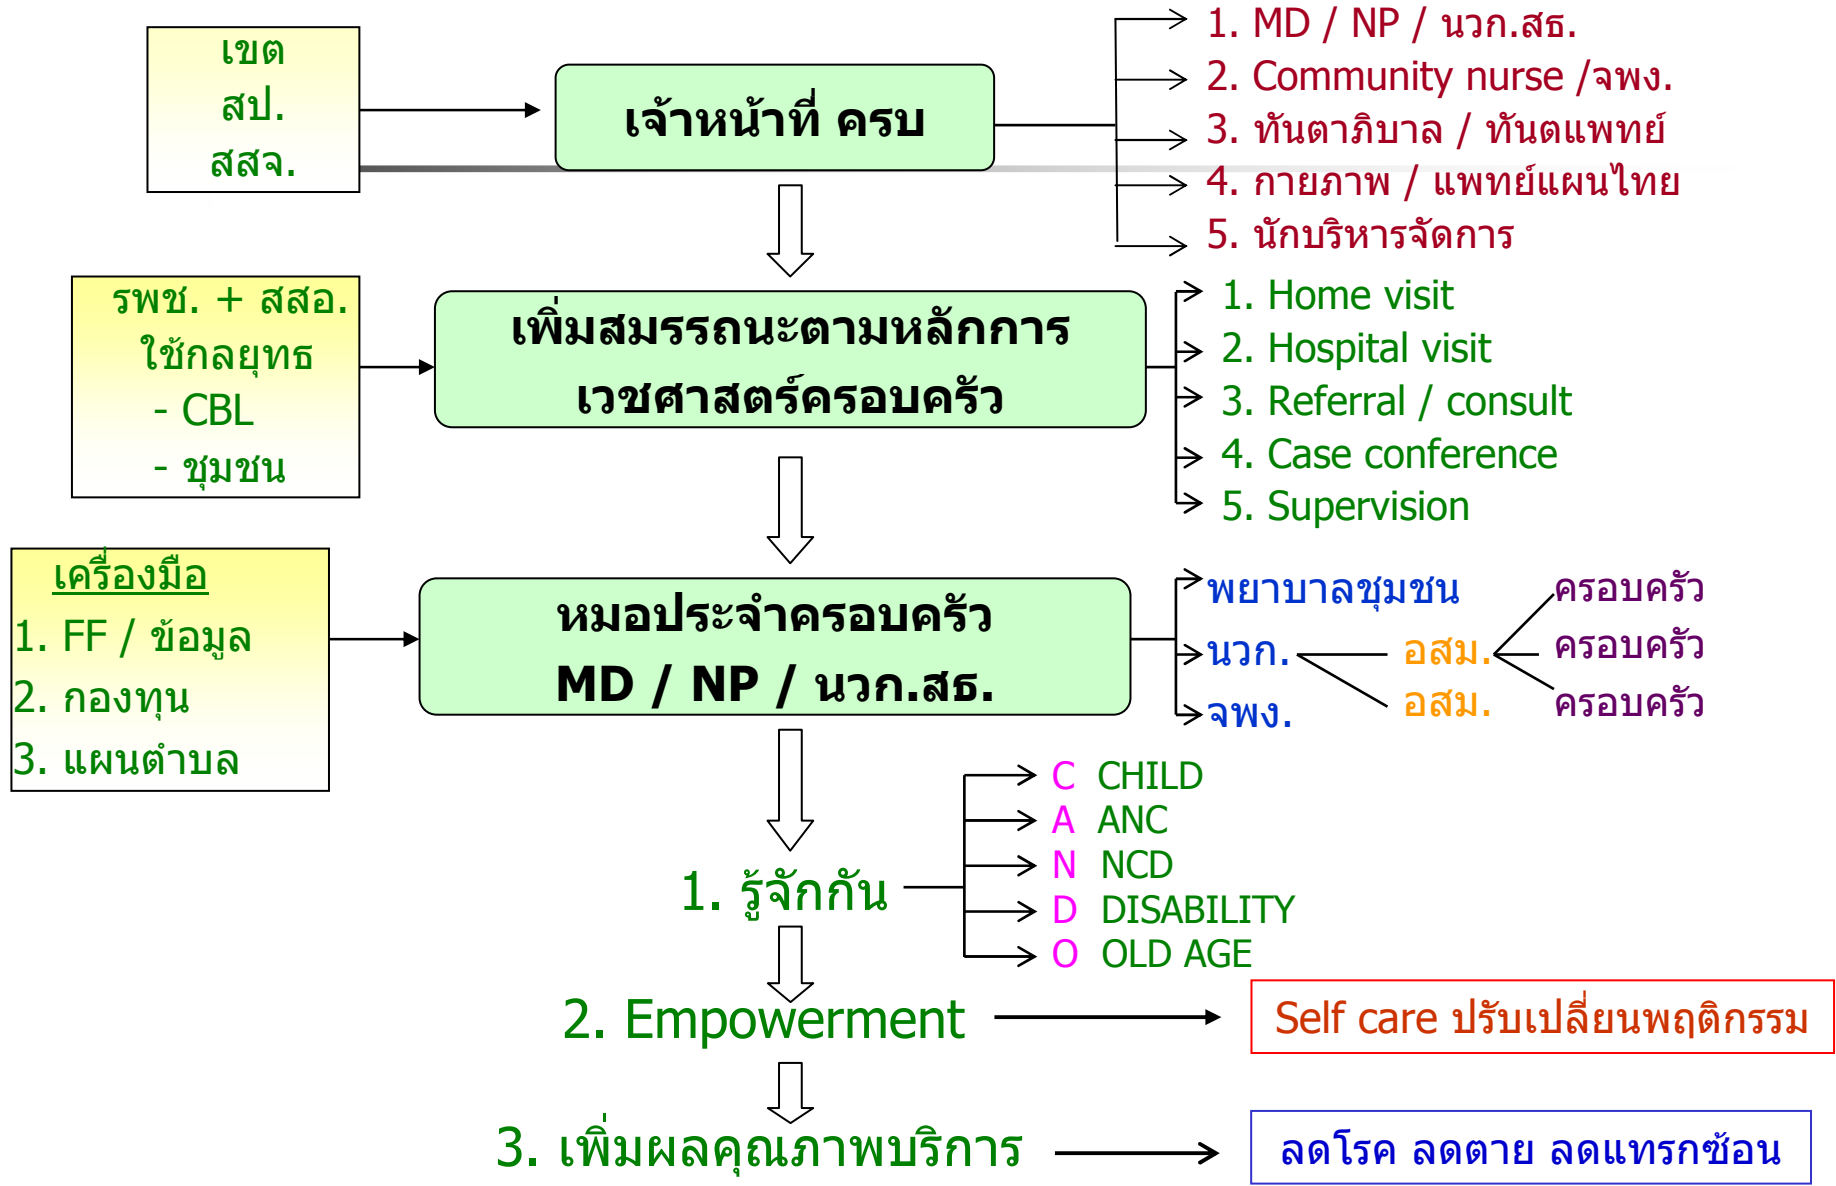 เขต
สป.
สสจ.
เจ้าหน้าที่ ครบ
1. MD / NP / นวก.สธ.
2. Community nurse /จพง.
3. ทันตาภิบาล / ทันตแพทย์
4. กายภาพ / แพทย์แผนไทย
5. นักบริหารจัดการ
รพช. + สสอ.
ใช้กลยุทธ
- CBL
- ชุมชน
เพิ่มสมรรถนะตามหลักการ
เวชศาสตร์ครอบครัว
1. Home visit
2. Hospital visit
3. Referral / consult
4. Case conference
5. Supervision
เครื่องมือ
1. FF / ข้อมูล
2. กองทุน
3. แผนตำบล
หมอประจำครอบครัว
MD / NP / นวก.สธ.
พยาบาลชุมชน
นวก.
จพง.
อสม.
อสม.
ครอบครัว
ครอบครัว
ครอบครัว
1. รู้จักกัน
C CHILD
A ANC
N NCD
D DISABILITY
O OLD AGE
2. Empowerment
Self care ปรับเปลี่ยนพฤติกรรม
3. เพิ่มผลคุณภาพบริการ
ลดโรค ลดตาย ลดแทรกซ้อน